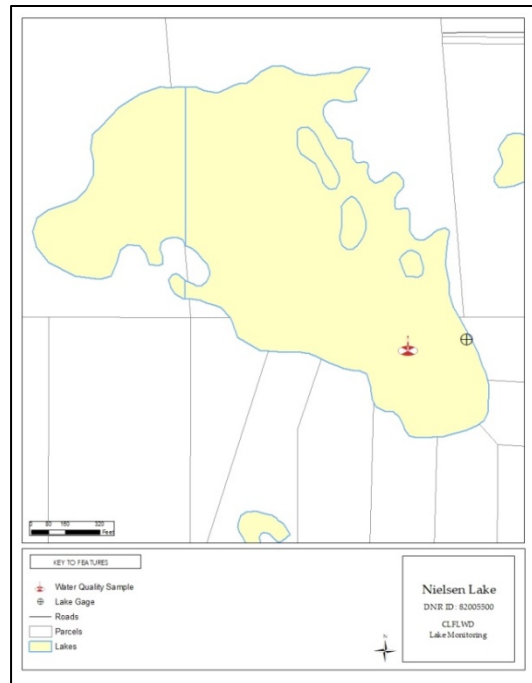 0 80 160 320
Feet
KEY TO FEATURES
Water Quality Sample
Lake Gage
Roads
Parcels
Lakes
Nielsen Lake
DNR ID: 82005500
CLFLWD
Lake Monitoring